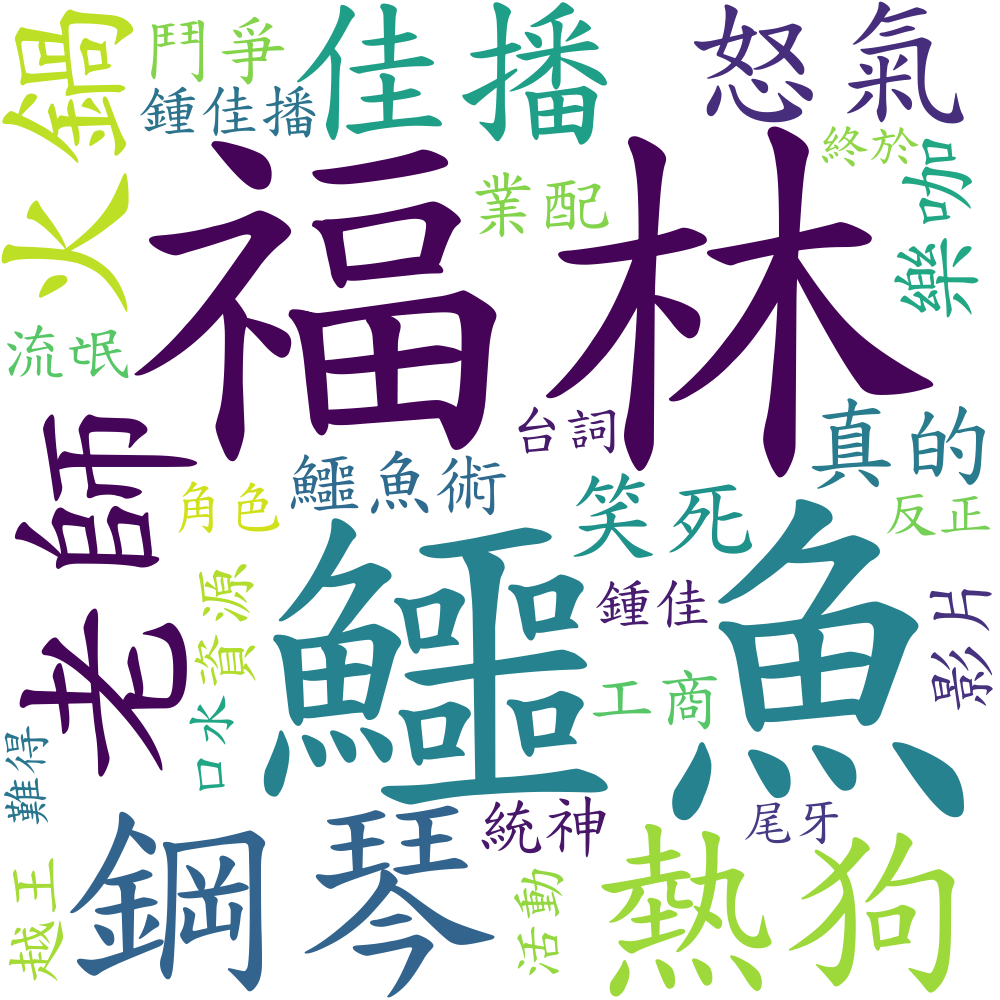 火鍋
鬥爭
佳播
怒氣
鍾佳播
終於
業配
樂咖
福林
流氓
老師
台詞
真的
鱷魚術
角色
笑死
反正
鱷魚
資源
鍾佳
影片
工商
口水
難得
統神
尾牙
鋼琴
熱狗
越王
活動